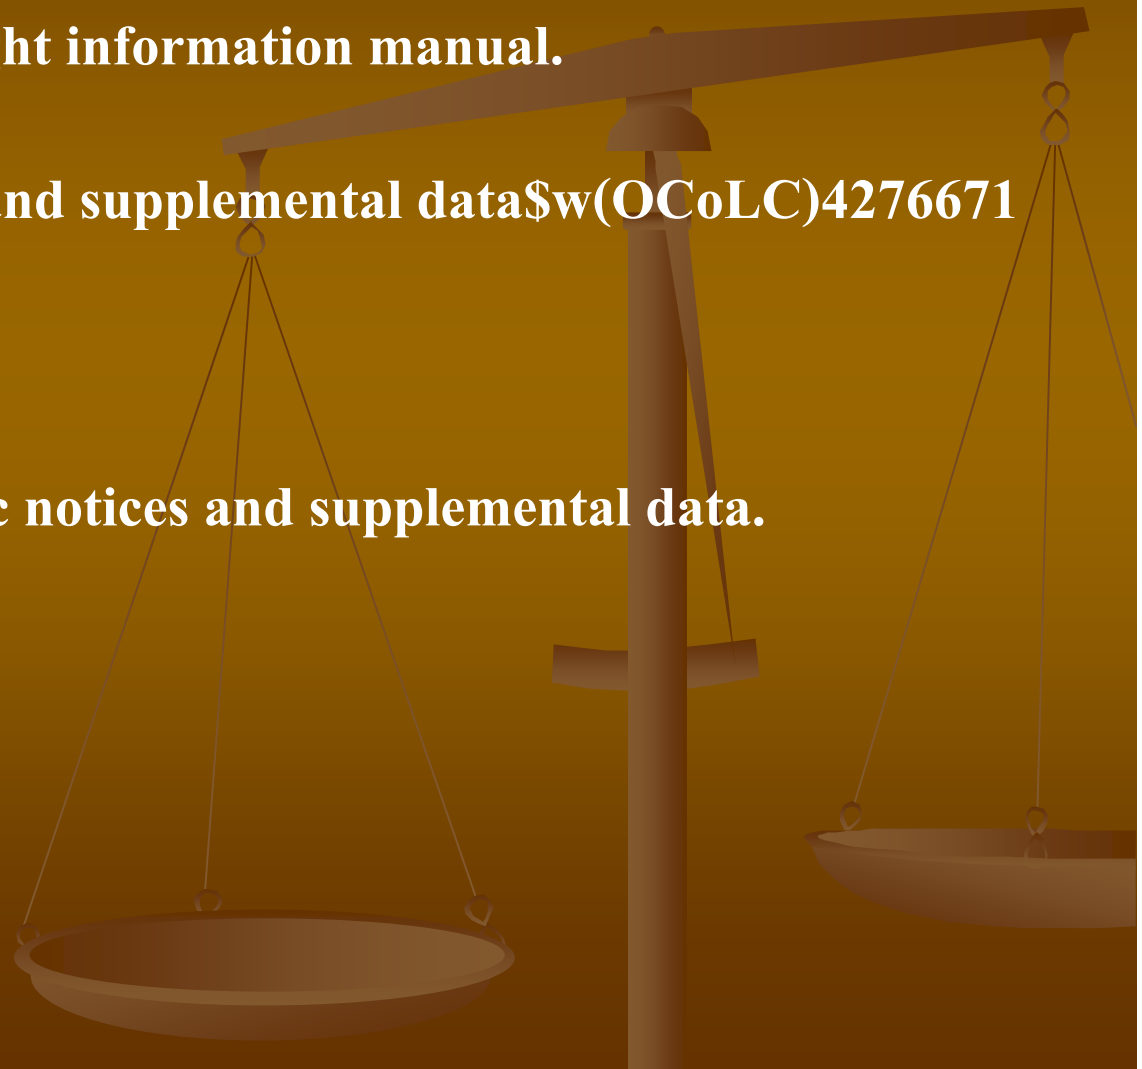 ht information manual.
nd supplemental data$w(OCoLC)4276671
c notices and supplemental data.